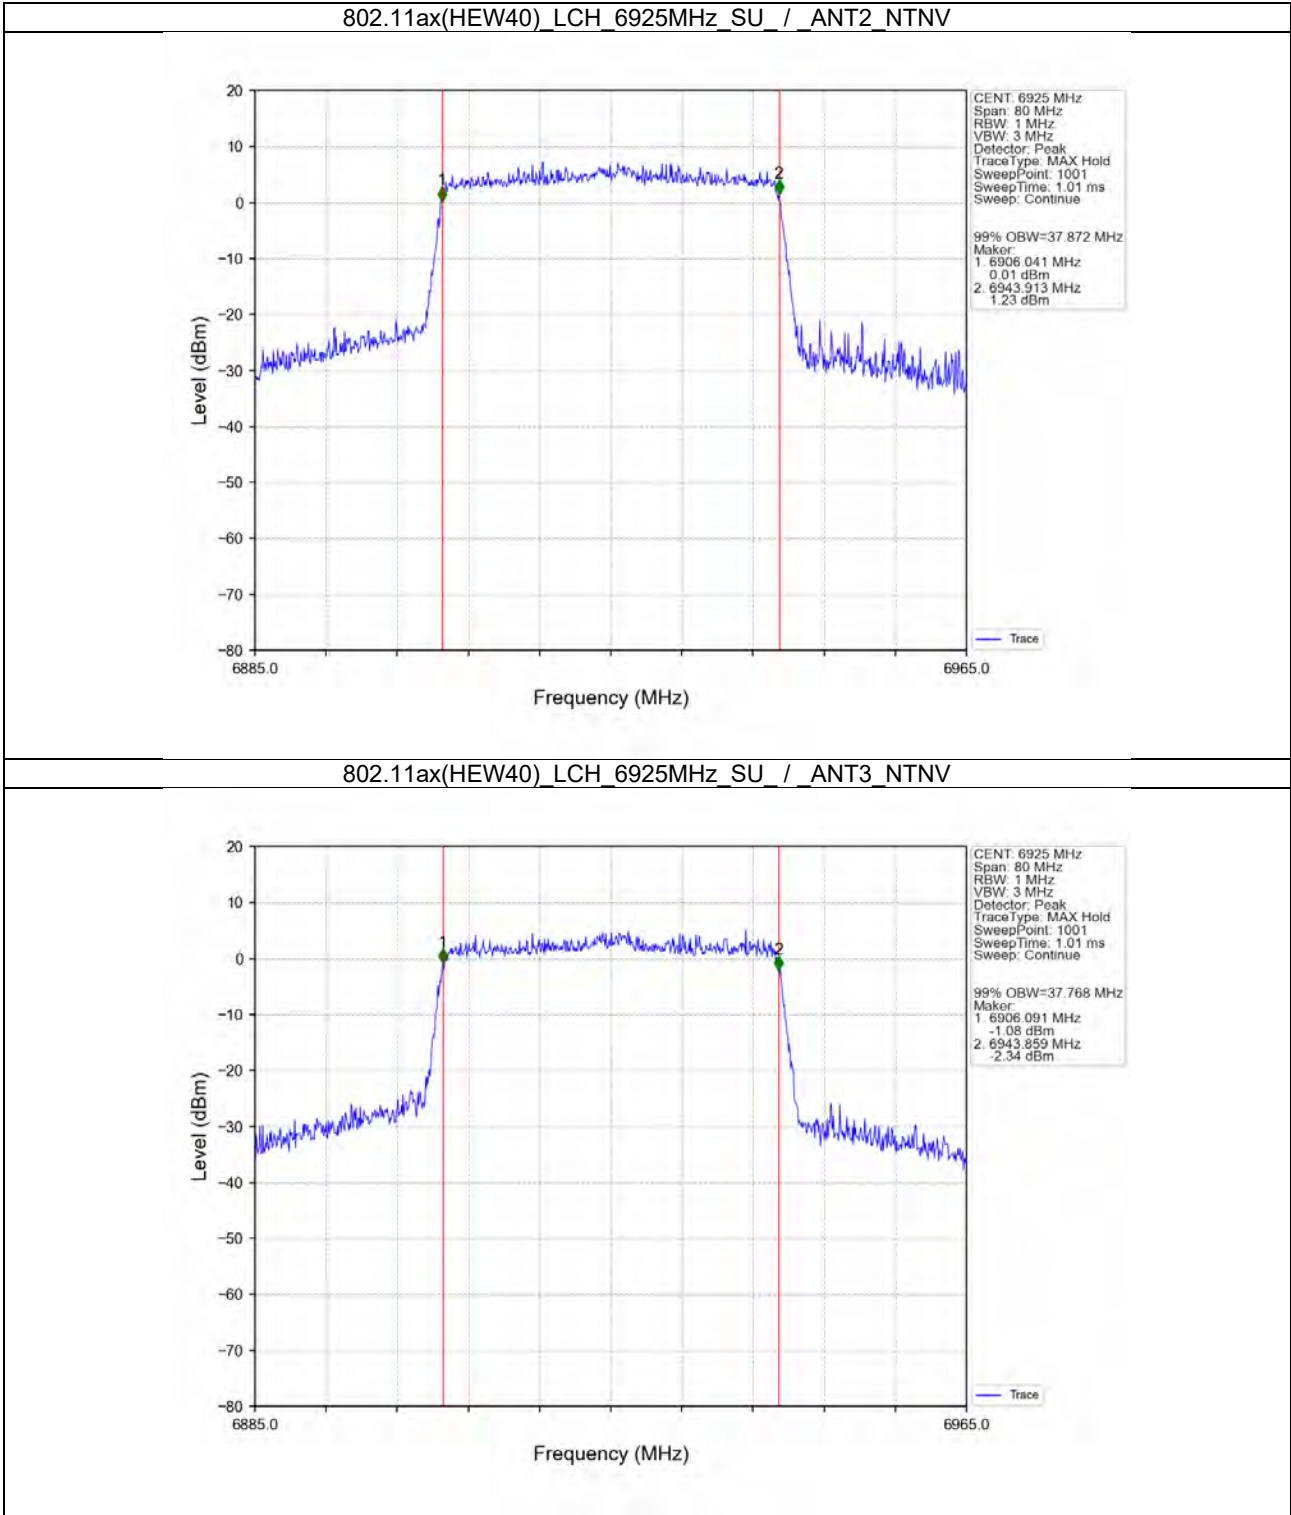 802.11ax(HEW40)_LCH_6925MHz_SU_ / _ANT2_NTNV
20
10
0
−10
−20
−30
−40
−50
−60
−70
−80
Level (dBm)
1
2
6885.0
6965.0
Frequency (MHz)
CENT: 6925 MHz
Span: 80 MHz
RBW: 1 MHz
VBW: 3 MHz
Detector: Peak
TraceType: MAX Hold
SweepPoint: 1001
SweepTime: 1.01 ms
Sweep: Continue
99% OBW=37.872 MHz
Maker:
1. 6906.041 MHz
0.01 dBm
2. 6943.913 MHz
1.23 dBm
Trace
802.11ax(HEW40)_LCH_6925MHz_SU_ / _ANT3_NTNV
20
10
0
−10
−20
−30
−40
−50
−60
−70
−80
Level (dBm)
1
2
6885.0
6965.0
Frequency (MHz)
CENT: 6925 MHz
Span: 80 MHz
RBW: 1 MHz
VBW: 3 MHz
Detector: Peak
TraceType: MAX Hold
SweepPoint: 1001
SweepTime: 1.01 ms
Sweep: Continue
99% OBW=37.768 MHz
Maker:
1. 6906.091 MHz
-1.08 dBm
2. 6943.859 MHz
-2.34 dBm
Trace